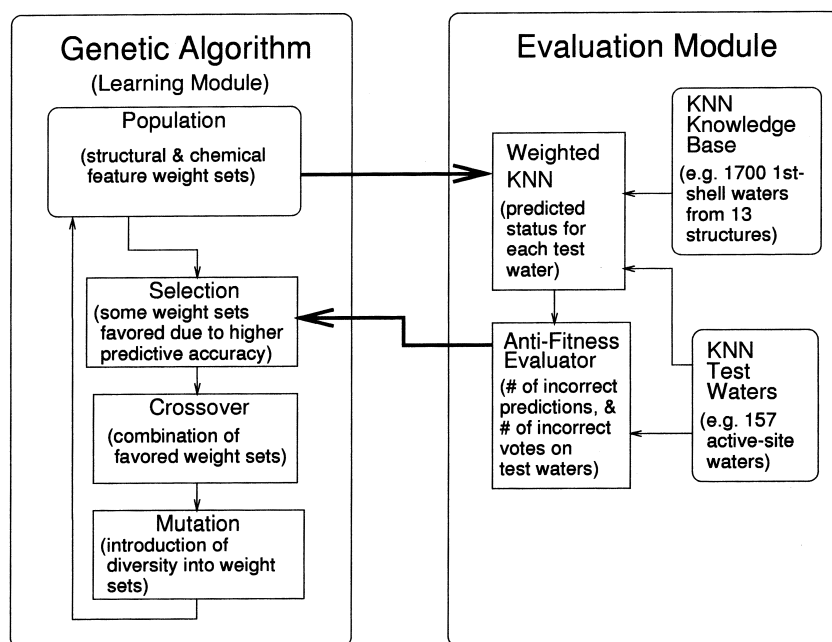 Genetic Algorithm
(Learning Module)
Population
(structural & chemical
feature weight sets)
Selection
(some weight sets
favored due to higher
predictive accuracy)
Crossover
(combination of
favored weight sets)
Mutation
(introduction of
diversity into weight
sets)
Evaluation Module
Weighted
KNN
(predicted
status for
each test
water)
Anti-Fitness
Evaluator
(# of incorrect
predictions, &
# of incorrect
votes on
test waters)
KNN
Knowledge
Base
(e.g. 1700 1st-
shell waters
from 13
structures)
KNN
Test
Waters
(e.g. 157
active-site
waters)